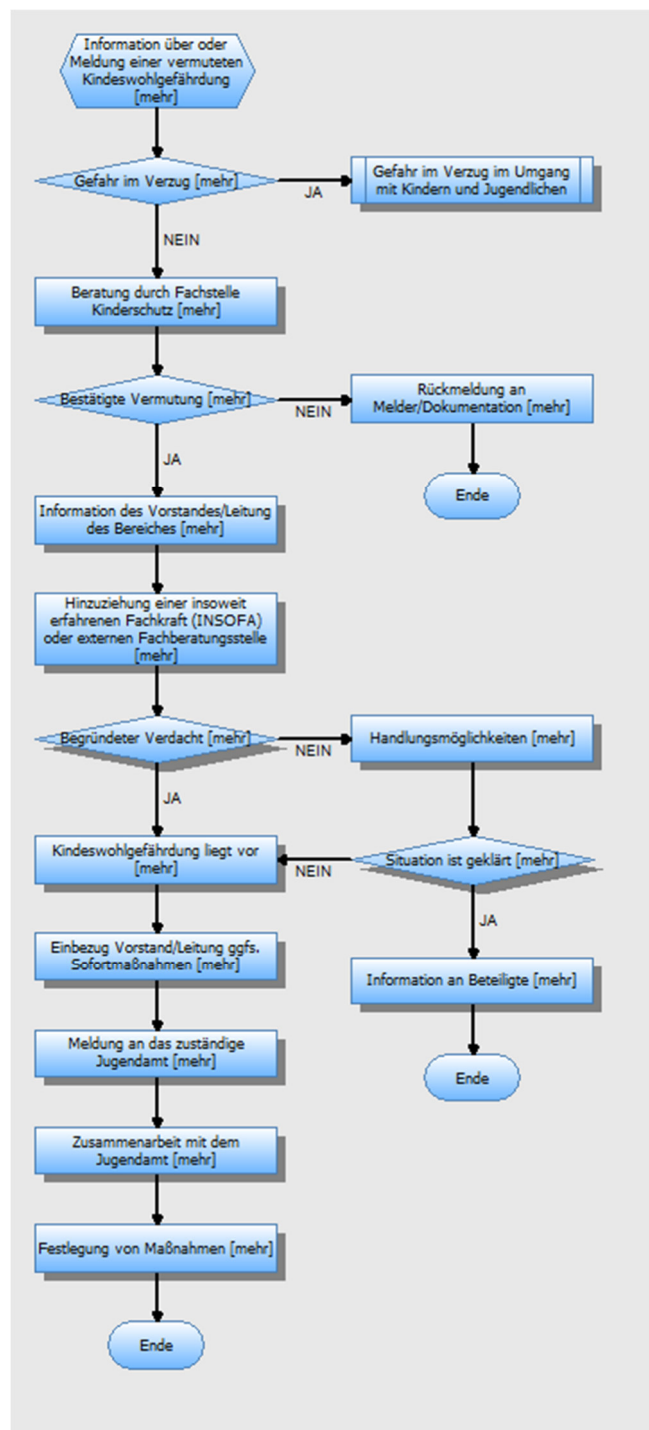 Information über oder
Meldung einer vermuteten
Kindeswohlgefährdung
[mehr]
Gefahr im Verzug [mehr]
JA
Gefahr im Verzug im Umgang
mit Kindern und Jugendlichen
NEIN
Beratung durch Fachstelle
Kinderschutz [mehr]
Bestätigte Vermutung [mehr]
NEIN
Rückmeldung an
Melder/Dokumentation [mehr]
Ende
JA
Information des Vorstandes/Leitung
des Bereiches [mehr]
Hinzuziehung einer insoweit
erfahrenen Fachkraft (INSOFA)
oder externen Fachberatungsstelle
[mehr]
Begründeter Verdacht [mehr]
NEIN
Handlungsmöglichkeiten [mehr]
JA
Kindeswohlgefährdung liegt vor
[mehr]
NEIN
Situation ist geklärt [mehr]
JA
Einbezug Vorstand/Leitung ggfs.
Sofortmaßnahmen [mehr]
Information an Beteiligte [mehr]
Ende
Meldung an das zuständige
Jugendamt [mehr]
Zusammenarbeit mit dem
Jugendamt [mehr]
Festlegung von Maßnahmen [mehr]
Ende